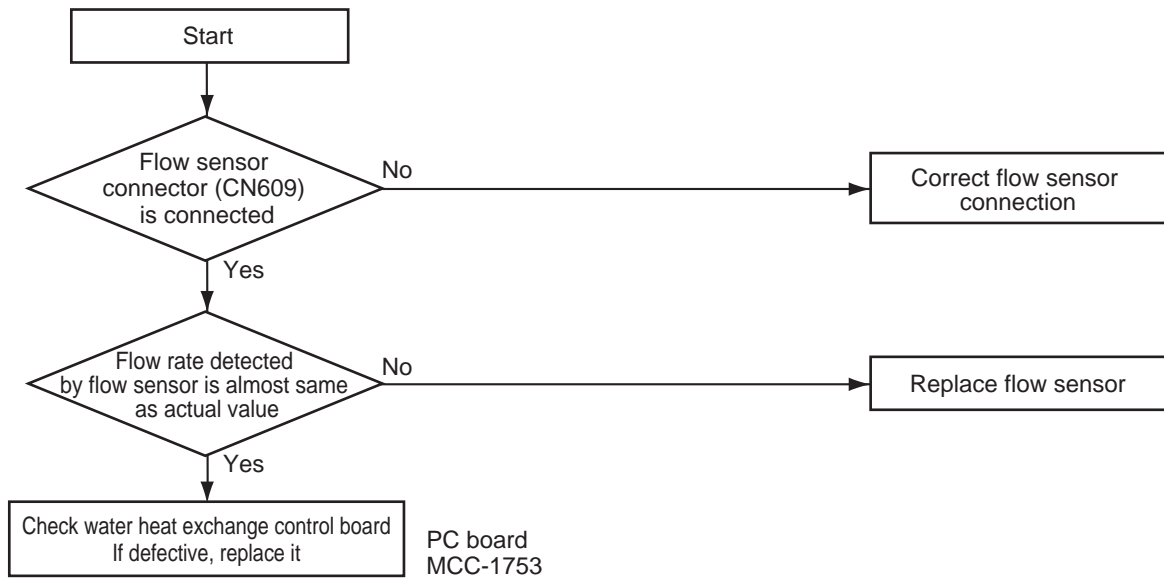 Start
Flow sensor
connector (CN609)
is connected
No
Correct flow sensor
connection
Yes
Flow rate detected
by flow sensor is almost same
as actual value
No
Replace flow sensor
Yes
Check water heat exchange control board
If defective, replace it
PC board
MCC-1753